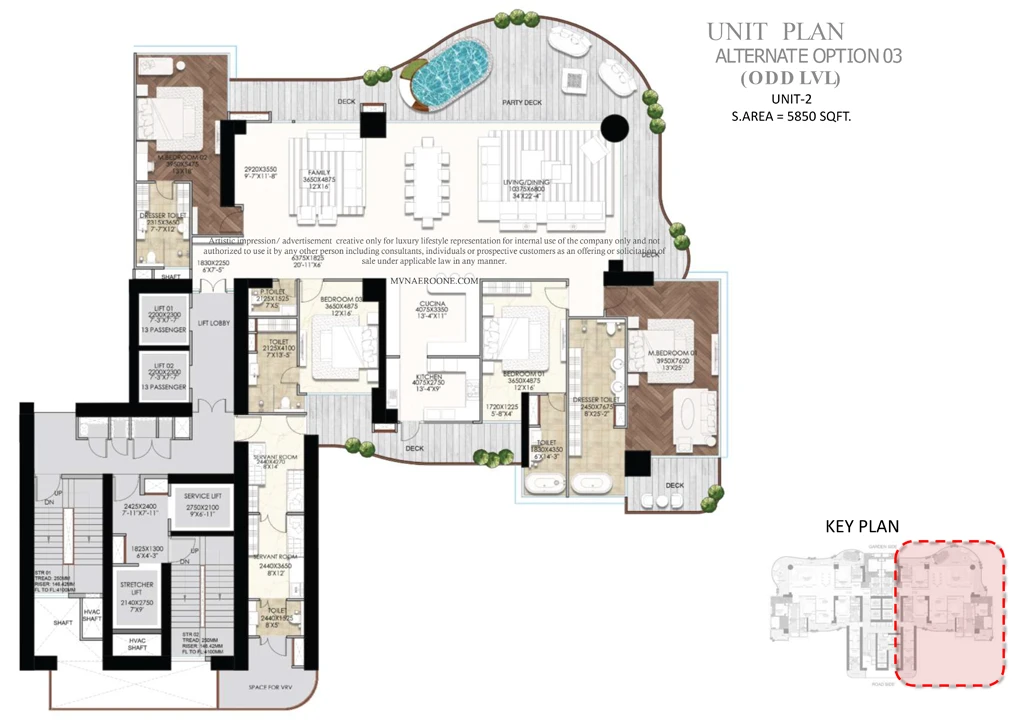 UNIT PLAN
ALTERNATE OPTION 03
(ODD LVL)
UNIT-2
S.AREA = 5850 SQFT.
DECK
PARTY DECK
M.BEDROOM 02
3950X5475
12'X18'
2920X3550
9'-7"X11'-8"
FAMILY
3650X4875
12'X16'
LIVING/DINING
10375X6800
34'X22'-4"
DRESSER TOILET
2315X3650
7'-7"X12'
DECK
Artistic impression/ advertisement creative only for luxury lifestyle representation for internal use of the company only and not
authorized to use it by any other person including consultants, individuals or prospective customers as an offering or solicitation of
sale under applicable law in any manner.
MVNAEROONE.COM
1830X2250
6'X7'-5"
6375X1825
20'-11"X6'
SHAFT
LIFT 01
2200X2300
7'-3"X7'-7"
13 PASSENGER
LIFT LOBBY
P.TOILET
2125X1525
7'X5'
BEDROOM 03
3650X4875
12'X16'
CUCINA
4075X3350
13'-4"X11'
TOILET
2125X4100
7'X13'-5"
LIFT 02
2200X2300
7'-3"X7'-7"
13 PASSENGER
KITCHEN
4075X2750
13'-4"X9'
BEDROOM 01
3650X4875
12'X16'
M.BEDROOM 01
3950X7620
13'X25'
1720X1225
5'-8"X4'
DRESSER TOILET
2450X7675
8'X25'-2"
DECK
TOILET
1830X4350
6'X14'-3"
SERVANT ROOM
2440X4270
8'X14'
DECK
UP
DN
SERVICE LIFT
2750X2100
9'X6'-11"
2425X2400
7'-11"X7'-11"
1825X1300
6'X4'-3"
UP
DN
SERVANT ROOM
2440X3650
8'X12'
STR 01
TREAD: 250MM
RISER: 146.42MM
FL TO FL:4100MM
STRETCHER
LIFT
2140X2750
7'X9'
HVAC
SHAFT
SHAFT
HVAC
SHAFT
STR 02
TREAD: 250MM
RISER: 146.42MM
FL TO FL:4100MM
TOILET
2440X1525
8'X5'
SPACE FOR VRV
KEY PLAN
GARDEN SIDE
ROAD SIDE